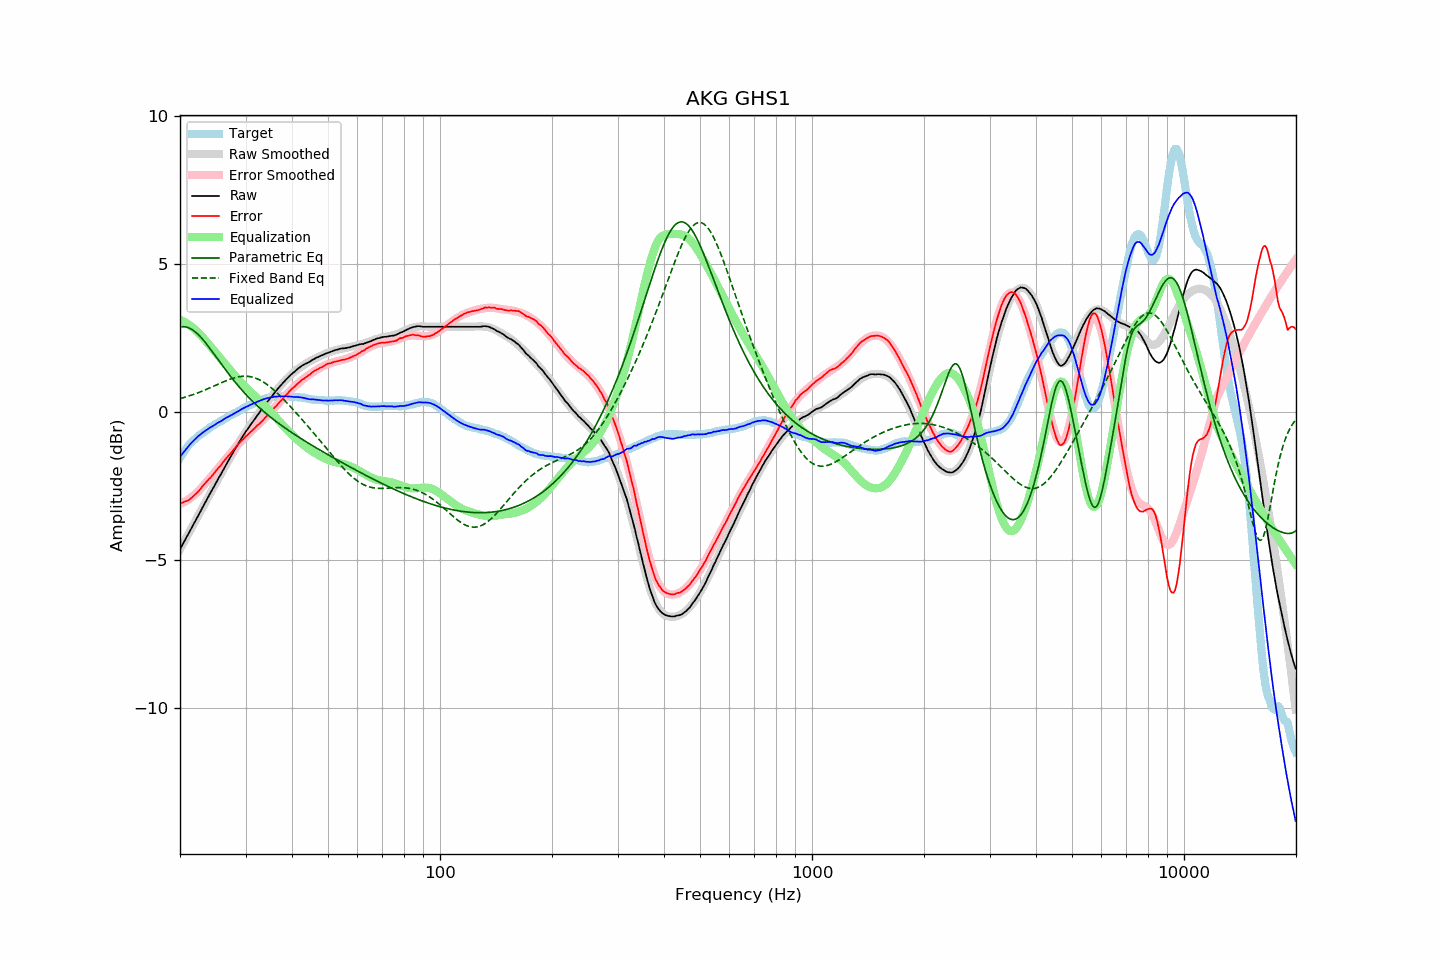 AKG GHS1
Target
Raw Smoothed
Error Smoothed
Raw
Error
Equalization
Parametric Eq
Fixed Band Eq
Equalized
10
5
0
−5
−10
Amplitude (dBr)
100
1000
10000
Frequency (Hz)